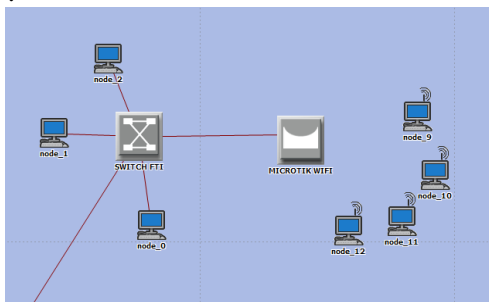 node_2
node_9
node_1
SWITCH FTI
MICROTIK WIFI
node_10
node_0
node_11
node_12